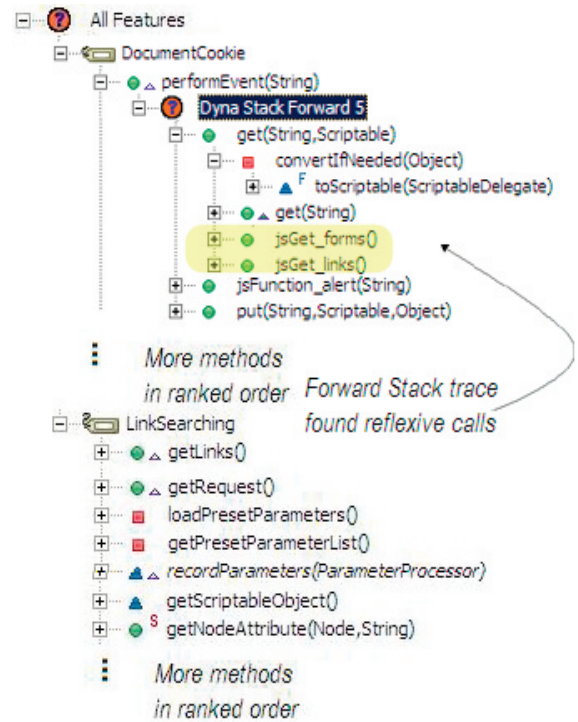 All Features
DocumentCookie
performEvent(String)
Dyna Stack Forward 5
get(String,Scriptable)
convertIfNeeded(Object)
F toScriptable(ScriptableDelegate)
get(String)
jsGet_forms()
jsGet_links()
jsFunction_alert(String)
put(String,Scriptable,Object)
More methods
in ranked order
Forward Stack trace
found reflexive calls
LinkSearching
getLinks()
getRequest()
loadPresetParameters()
getPresetParameterList()
recordParameters(ParameterProcessor)
getScriptableObject()
S getNodeAttribute(Node,String)
More methods
in ranked order